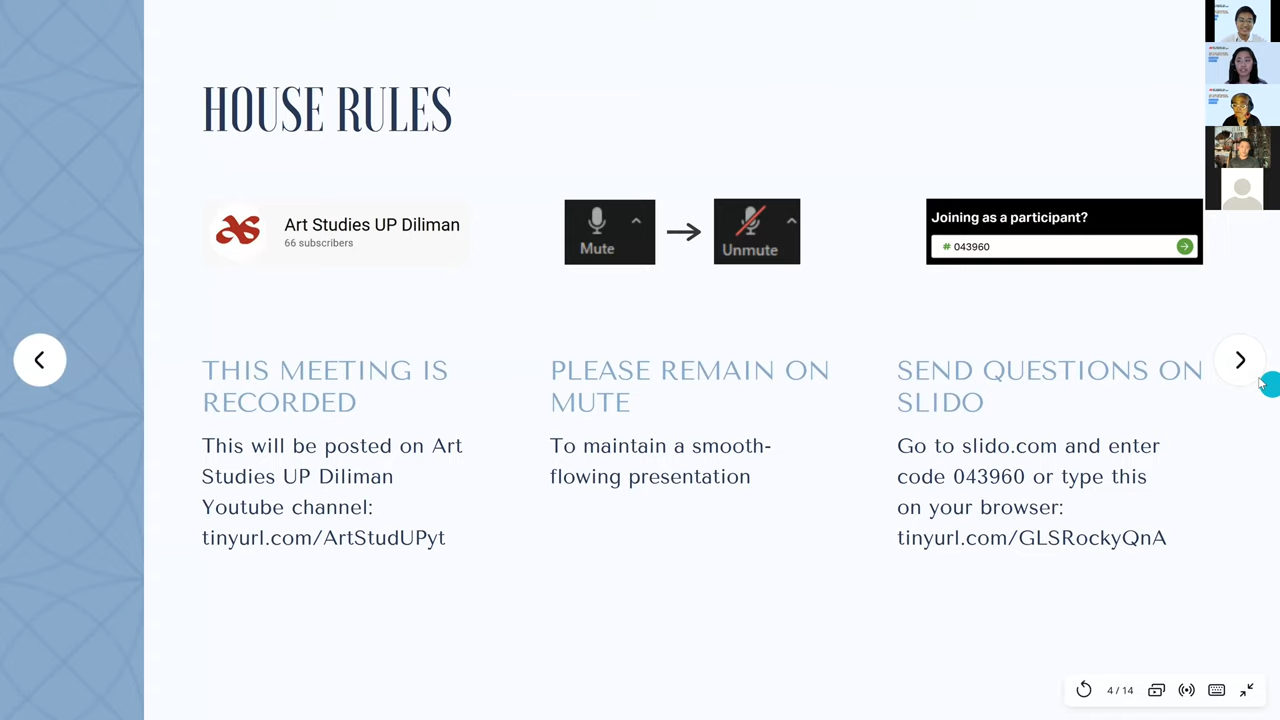 HOUSE RULES
Art Studies UP Diliman
66 subscribers
Mute
Unmute
Joining as a participant?
# 043960
THIS MEETING IS
RECORDED
This will be posted on Art
Studies UP Diliman
Youtube channel:
tinyurl.com/ArtStudUPyt
PLEASE REMAIN ON
MUTE
To maintain a smooth-
flowing presentation
SEND QUESTIONS ON
SLIDO
Go to slido.com and enter
code 043960 or type this
on your browser:
tinyurl.com/GLSRockyQnA
4 / 14